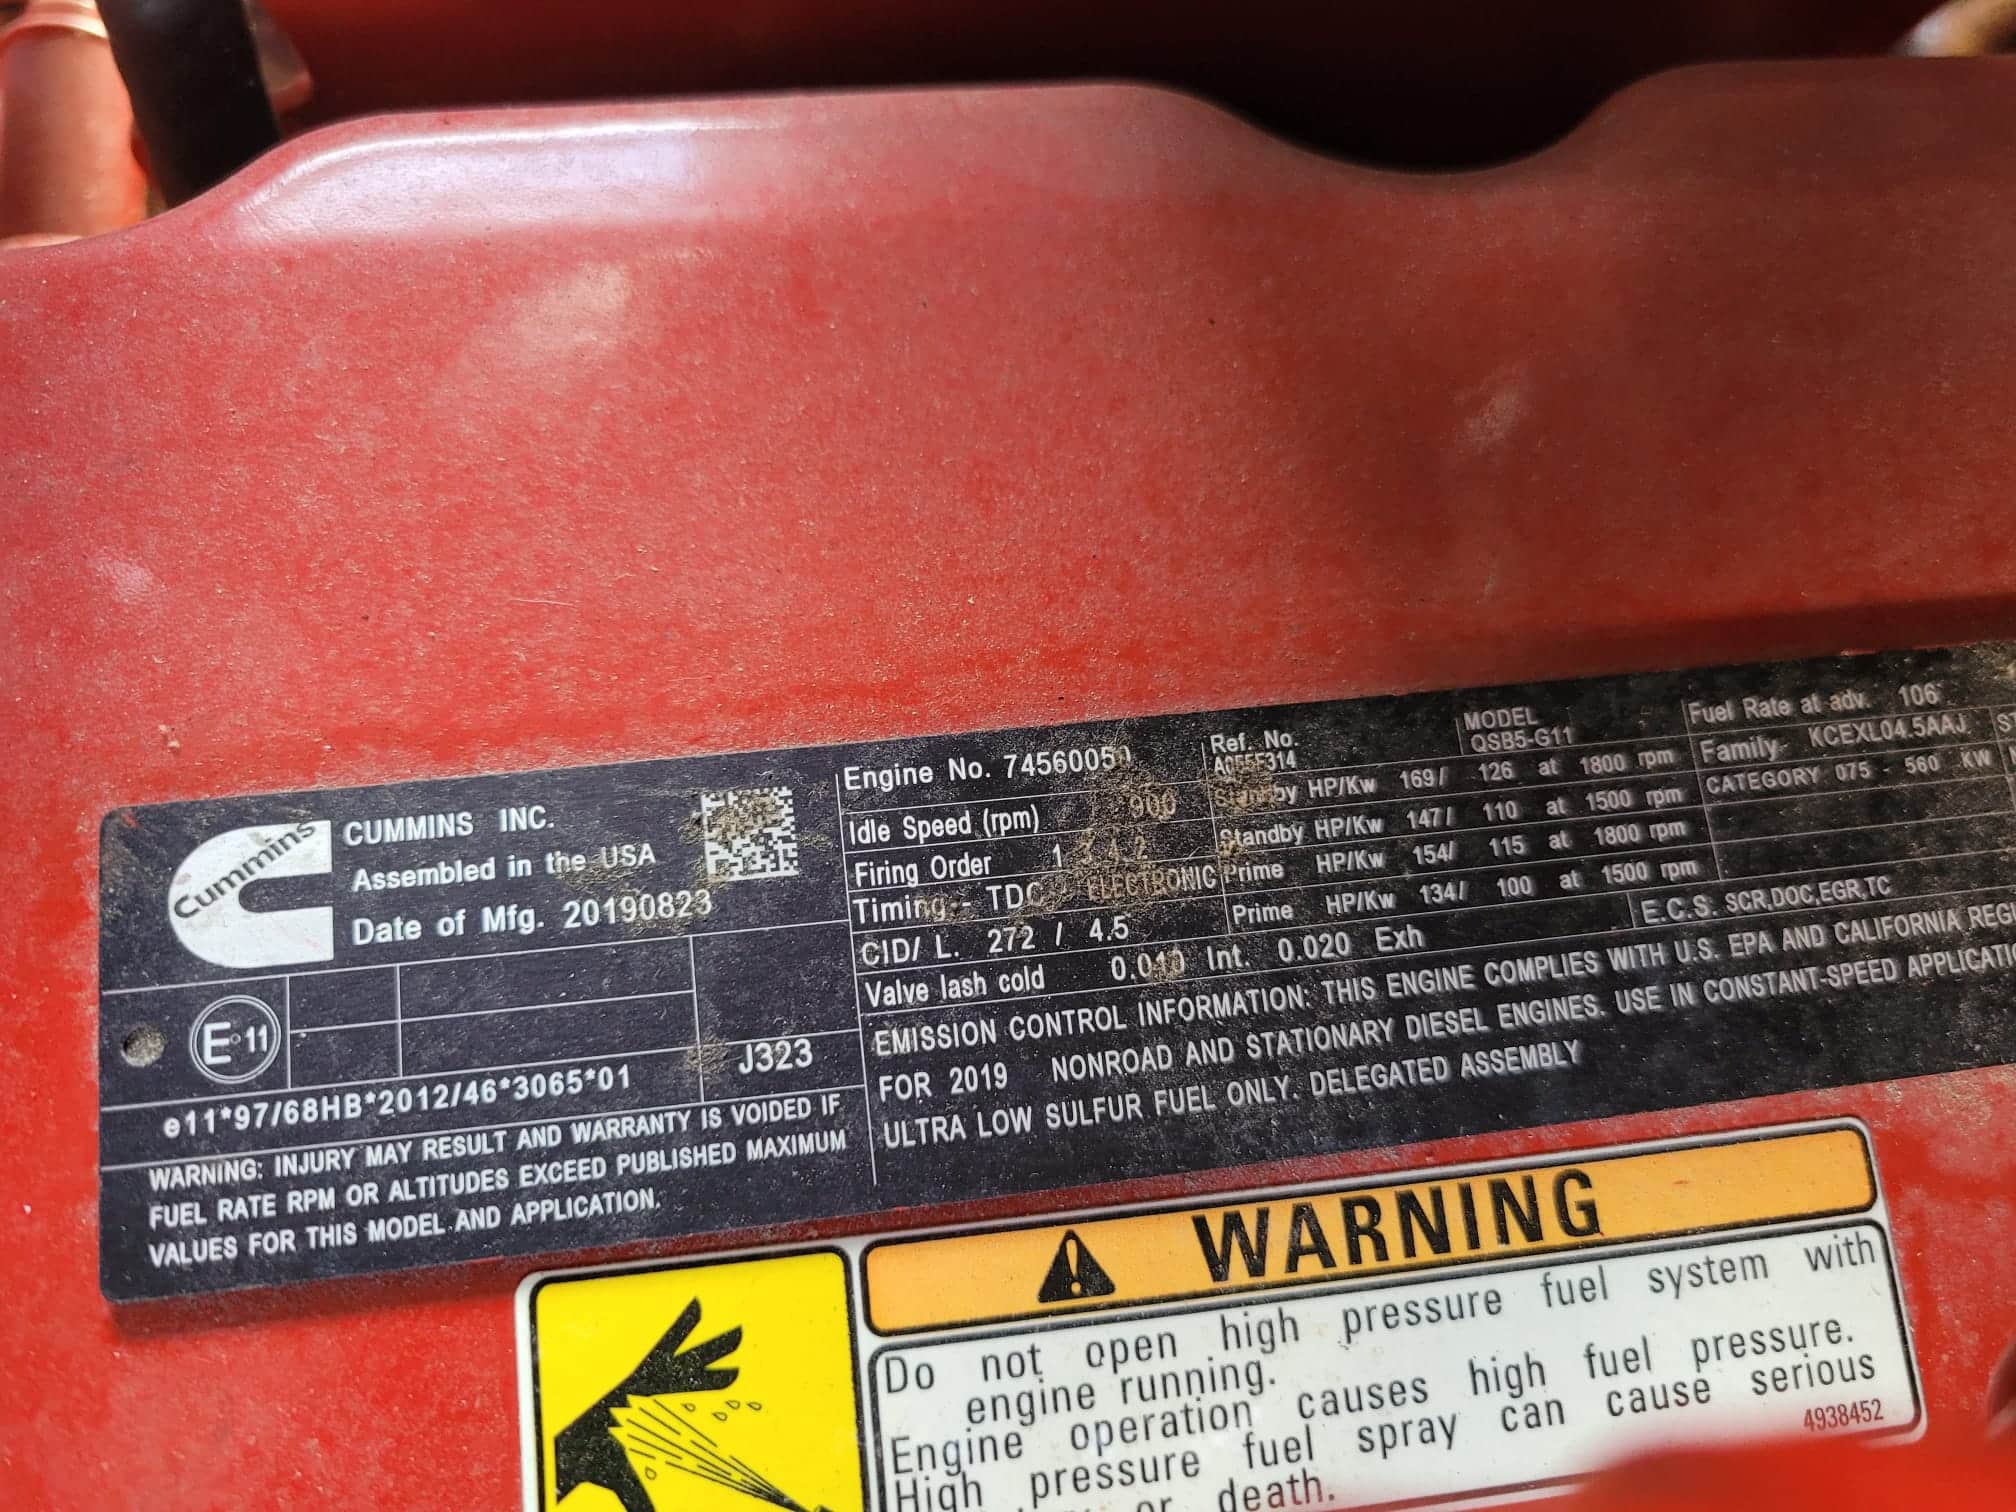 Cummins
CUMMINS INC.
Assembled in the USA
Date of Mfg. 20190823
E 11
J323
e11*97/68HB*2012/46*3065*01
WARNING: INJURY MAY RESULT AND WARRANTY IS VOIDED IF
FUEL RATE RPM OR ALTITUDES EXCEED PUBLISHED MAXIMUM
VALUES FOR THIS MODEL AND APPLICATION.
Engine No.
Idle Speed (rpm) 900
Firing Order 1 3 4 2
Timing - TDC ELECTRONIC
CID/ L. 272 / 4.5
Valve lash cold 0.010 Int. 0.020 Exh
Ref. No.
MODEL
QSB5-G11
Standby HP/Kw 169/ 126 at 1800 rpm
Standby HP/Kw 147/ 110 at 1500 rpm
Prime HP/Kw 154/ 115 at 1800 rpm
Prime HP/Kw 134/ 100 at 1500 rpm
Fuel Rate at adv. 106
Family KCEXL04.5AAJ
CATEGORY 075 - 560 KW
E.C.S. SCR,DOC,EGR,TC
EMISSION CONTROL INFORMATION: THIS ENGINE COMPLIES WITH U.S. EPA AND CALIFORNIA
FOR 2019 NONROAD AND STATIONARY DIESEL ENGINES. USE IN CONSTANT-SPEED
ULTRA LOW SULFUR FUEL ONLY. DELEGATED ASSEMBLY
WARNING
Do not open high pressure fuel system with
engine running.
Engine operation causes high fuel pressure.
High pressure fuel spray can cause serious
or death.
4938452